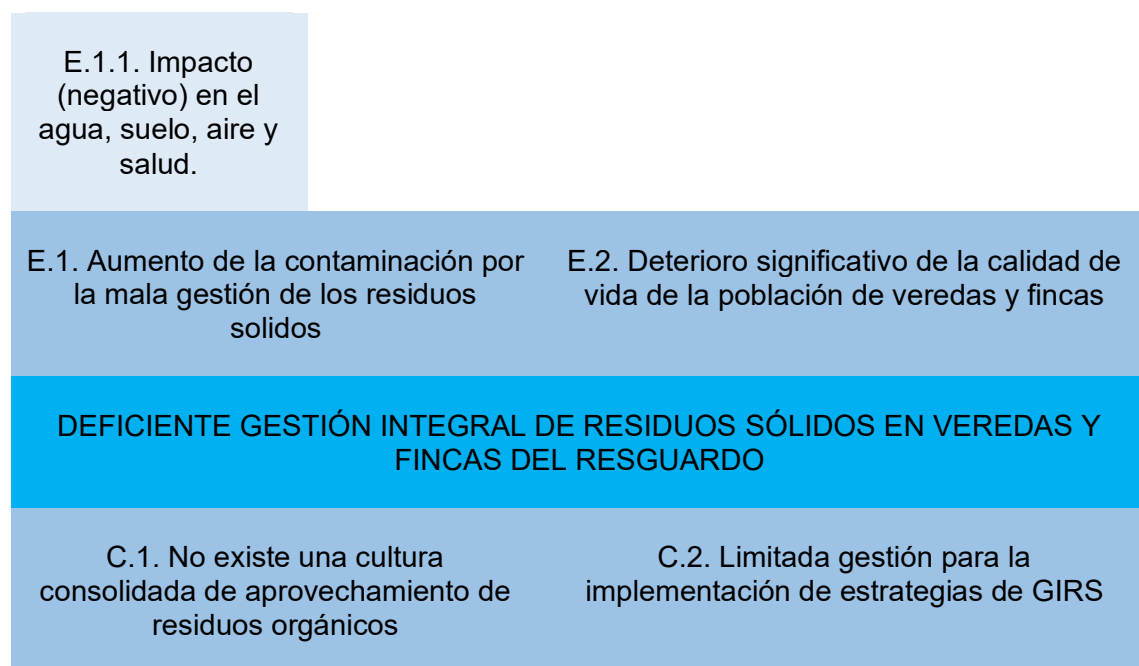 E.1.1. Impacto
(negativo) en el
agua, suelo, aire y
salud.
E.1. Aumento de la contaminación por
la mala gestión de los residuos
solidos
E.2. Deterioro significativo de la calidad de
vida de la población de veredas y fincas
DEFICIENTE GESTIÓN INTEGRAL DE RESIDUOS SÓLIDOS EN VEREDAS Y
FINCAS DEL RESGUARDO
C.1. No existe una cultura
consolidada de aprovechamiento de
residuos orgánicos
C.2. Limitada gestión para la
implementación de estrategias de GIRS